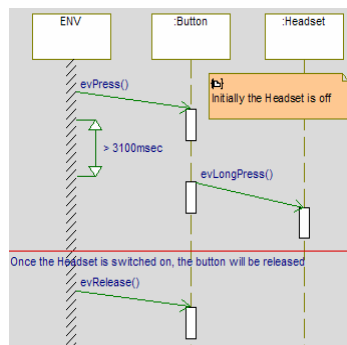 ENV
:Button
:Headset
evPress()
Initially the Headset is off
> 3100msec
evLongPress()
Once the Headset is switched on, the button will be released
evRelease()